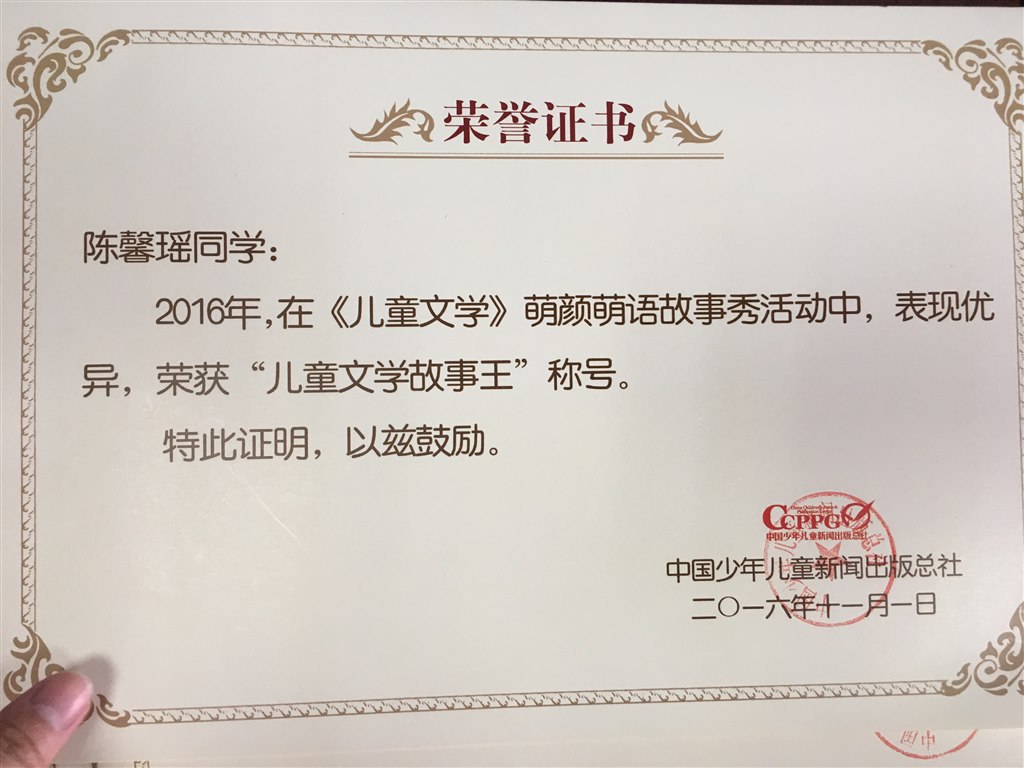 荣誉证书
陈馨瑶同学：
2016年，在《儿童文学》萌颜萌语故事秀活动中，表现优
异，荣获“儿童文学故事王”称号。
特此证明，以兹鼓励。
CCPPG
中国少年儿童新闻出版总社
中国少年儿童新闻出版总社
二〇一六年十一月一日
中国